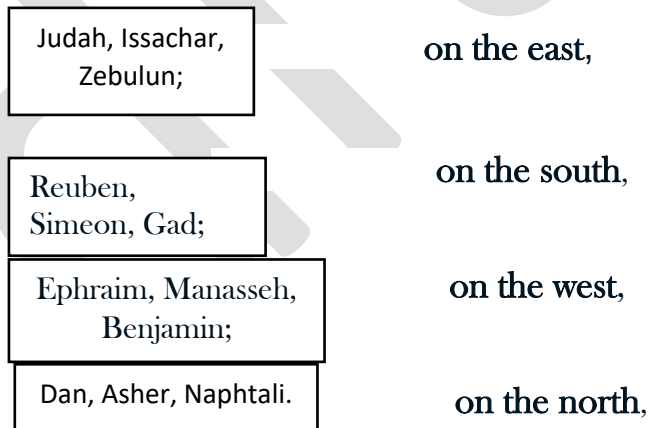 Judah, Issachar,
Zebulun;
on the east,
on the south,
Reuben,
Simeon, Gad;
Ephraim, Manasseh,
Benjamin;
on the west,
Dan, Asher, Naphtali.
on the north,